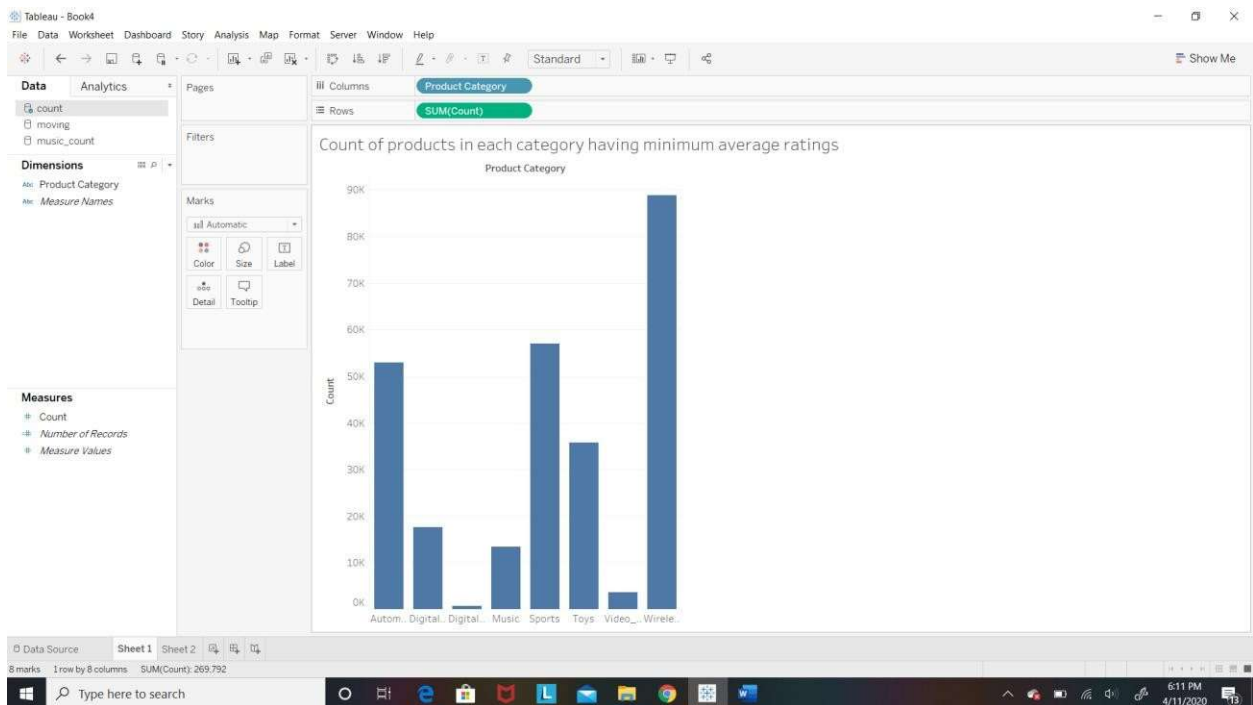 Tableau - Book4
File Data Worksheet Dashboard Story Analysis Map Format Server Window Help
Standard
Show Me
Data Analytics
Pages
Columns
Product Category
count
moving
music_count
Rows
SUM(Count)
Filters
Dimensions
Abc Product Category
Abc Measure Names
Marks
Automatic
Color Size Label
Detail Tooltip
Measures
# Count
=# Number of Records
# Measure Values
Count of products in each category having minimum average ratings
Product Category
90K
80K
70K
60K
50K
40K
30K
20K
10K
0K
Count
Autom.. Digital.. Digital.. Music Sports Toys Video_.. Wirele..
Data Source Sheet 1 Sheet 2
8 marks 1 row by 8 columns SUM(Count): 269,792
Type here to search
6:11 PM
4/11/2020
13